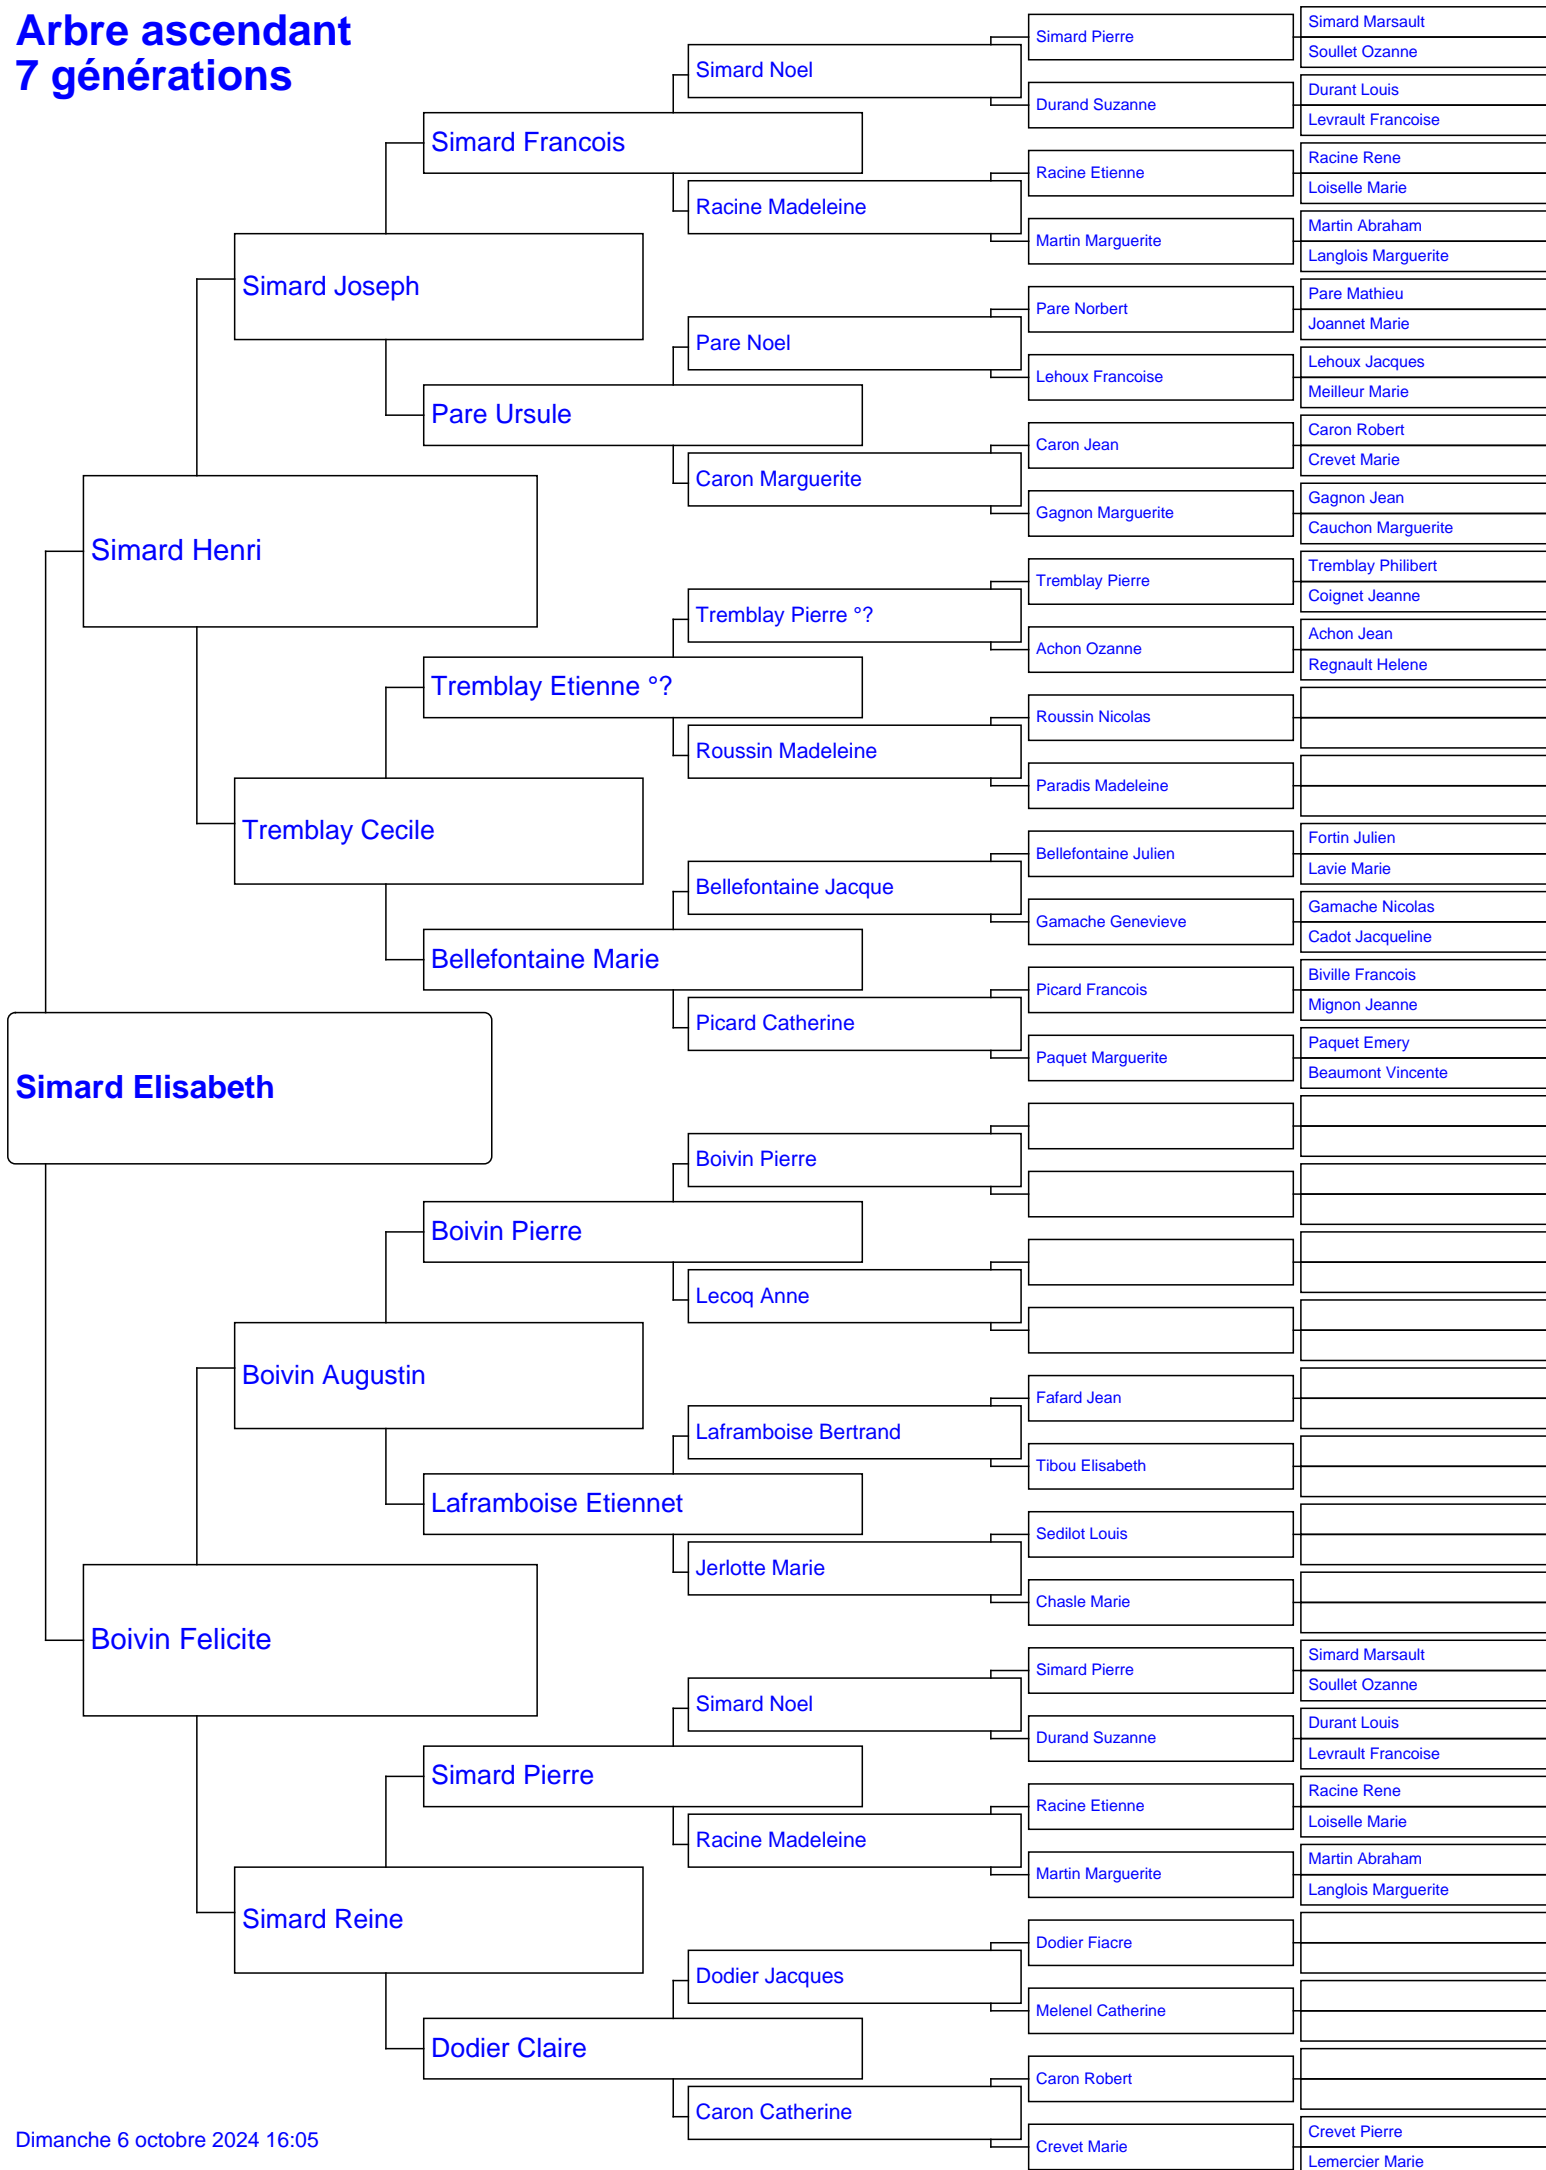 Arbre ascendant
7 générations
Simard Elisabeth
Simard Henri
Boivin Felicite
Simard Joseph
Tremblay Cecile
Boivin Augustin
Simard Reine
Simard Francois
Pare Ursule
Tremblay Etienne °?
Bellefontaine Marie
Boivin Pierre
Laframboise Etiennet
Simard Pierre
Dodier Claire
Simard Noel
Racine Madeleine
Pare Noel
Caron Marguerite
Tremblay Pierre °?
Roussin Madeleine
Bellefontaine Jacque
Picard Catherine
Boivin Pierre
Lecoq Anne
Laframboise Bertrand
Jerlotte Marie
Simard Noel
Racine Madeleine
Dodier Jacques
Caron Catherine
Simard Pierre
Durand Suzanne
Racine Etienne
Martin Marguerite
Pare Norbert
Lehoux Francoise
Caron Jean
Gagnon Marguerite
Tremblay Pierre
Achon Ozanne
Roussin Nicolas
Paradis Madeleine
Bellefontaine Julien
Gamache Genevieve
Picard Francois
Paquet Marguerite
Fafard Jean
Tibou Elisabeth
Sedilot Louis
Chasle Marie
Simard Pierre
Durand Suzanne
Racine Etienne
Martin Marguerite
Dodier Fiacre
Melenel Catherine
Caron Robert
Crevet Marie
Simard Marsault
Soullet Ozanne
Durant Louis
Levrault Francoise
Racine Rene
Loiselle Marie
Martin Abraham
Langlois Marguerite
Pare Mathieu
Joannet Marie
Lehoux Jacques
Meilleur Marie
Caron Robert
Crevet Marie
Gagnon Jean
Cauchon Marguerite
Tremblay Philibert
Coignet Jeanne
Achon Jean
Regnault Helene
Fortin Julien
Lavie Marie
Gamache Nicolas
Cadot Jacqueline
Biville Francois
Mignon Jeanne
Paquet Emery
Beaumont Vincente
Simard Marsault
Soullet Ozanne
Durant Louis
Levrault Francoise
Racine Rene
Loiselle Marie
Martin Abraham
Langlois Marguerite
Crevet Pierre
Lemercier Marie
Dimanche 6 octobre 2024 16:05